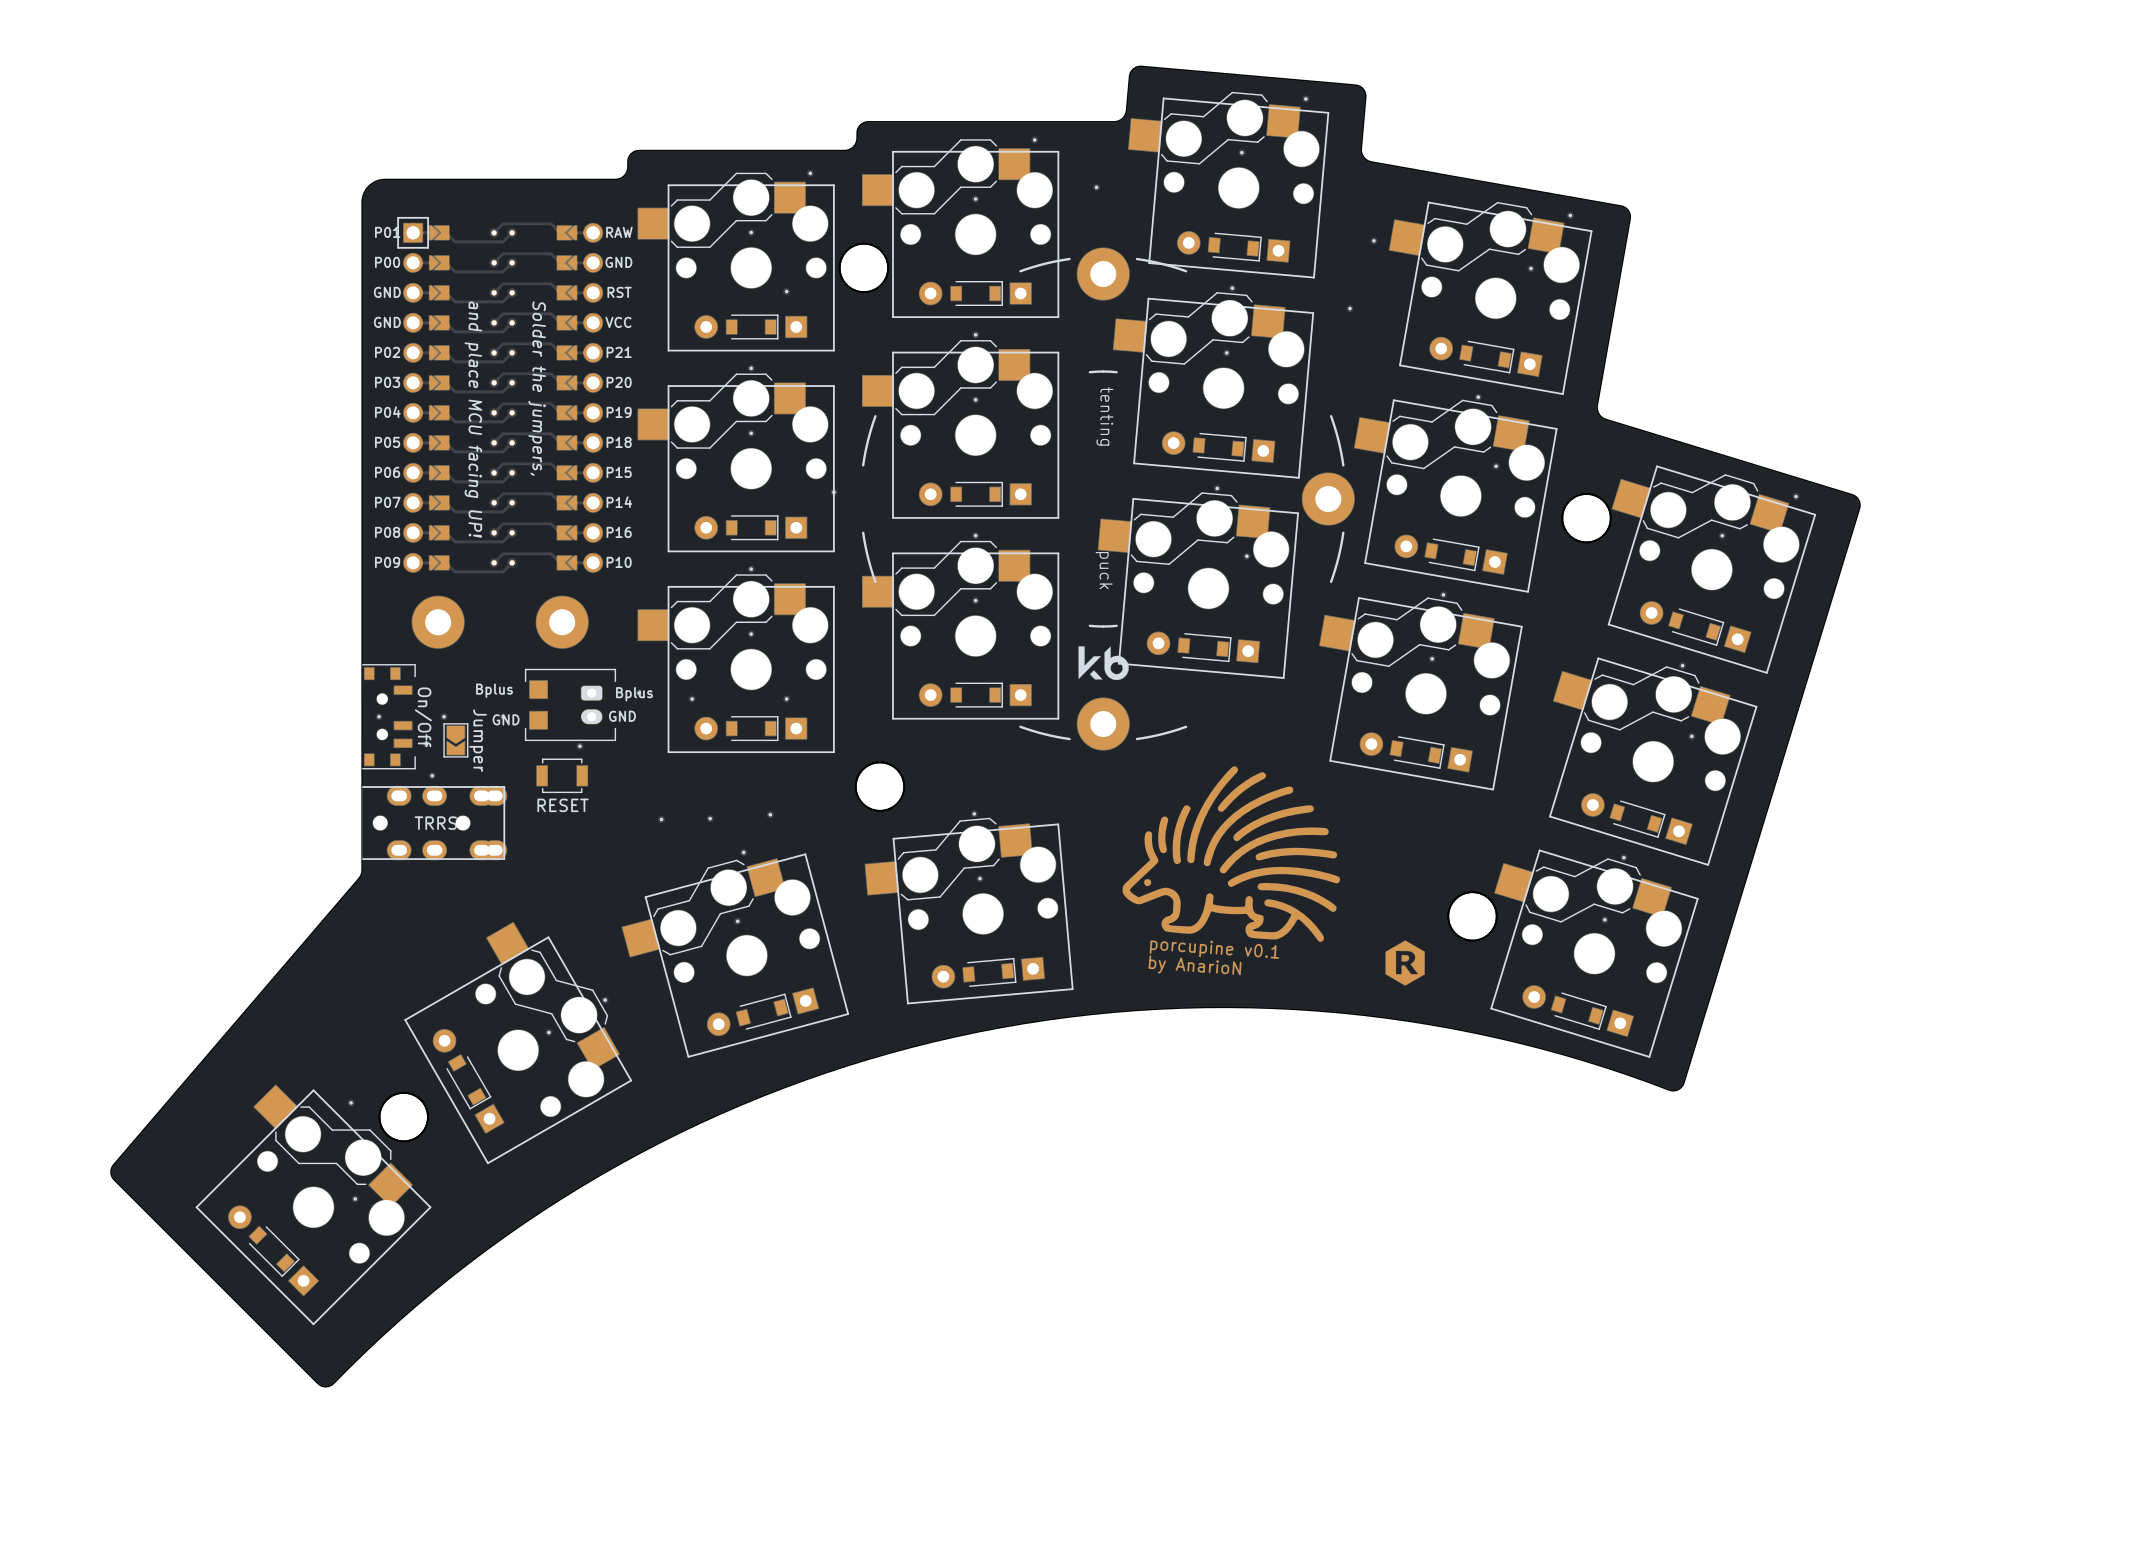 P01 RAW
P00 GND
GND RST
GND VCC
P02 P21
P03 P20
P04 P19
P05 P18
P06 P15
P07 P14
P08 P16
P09 P10
Solder the jumpers,
and place MCU facing UP!
tenting
puck
kb
Bplus Bplus
GND GND
On/Off
Jumper
RESET
TRRS
porcupine v0.1
by AnarioN
R